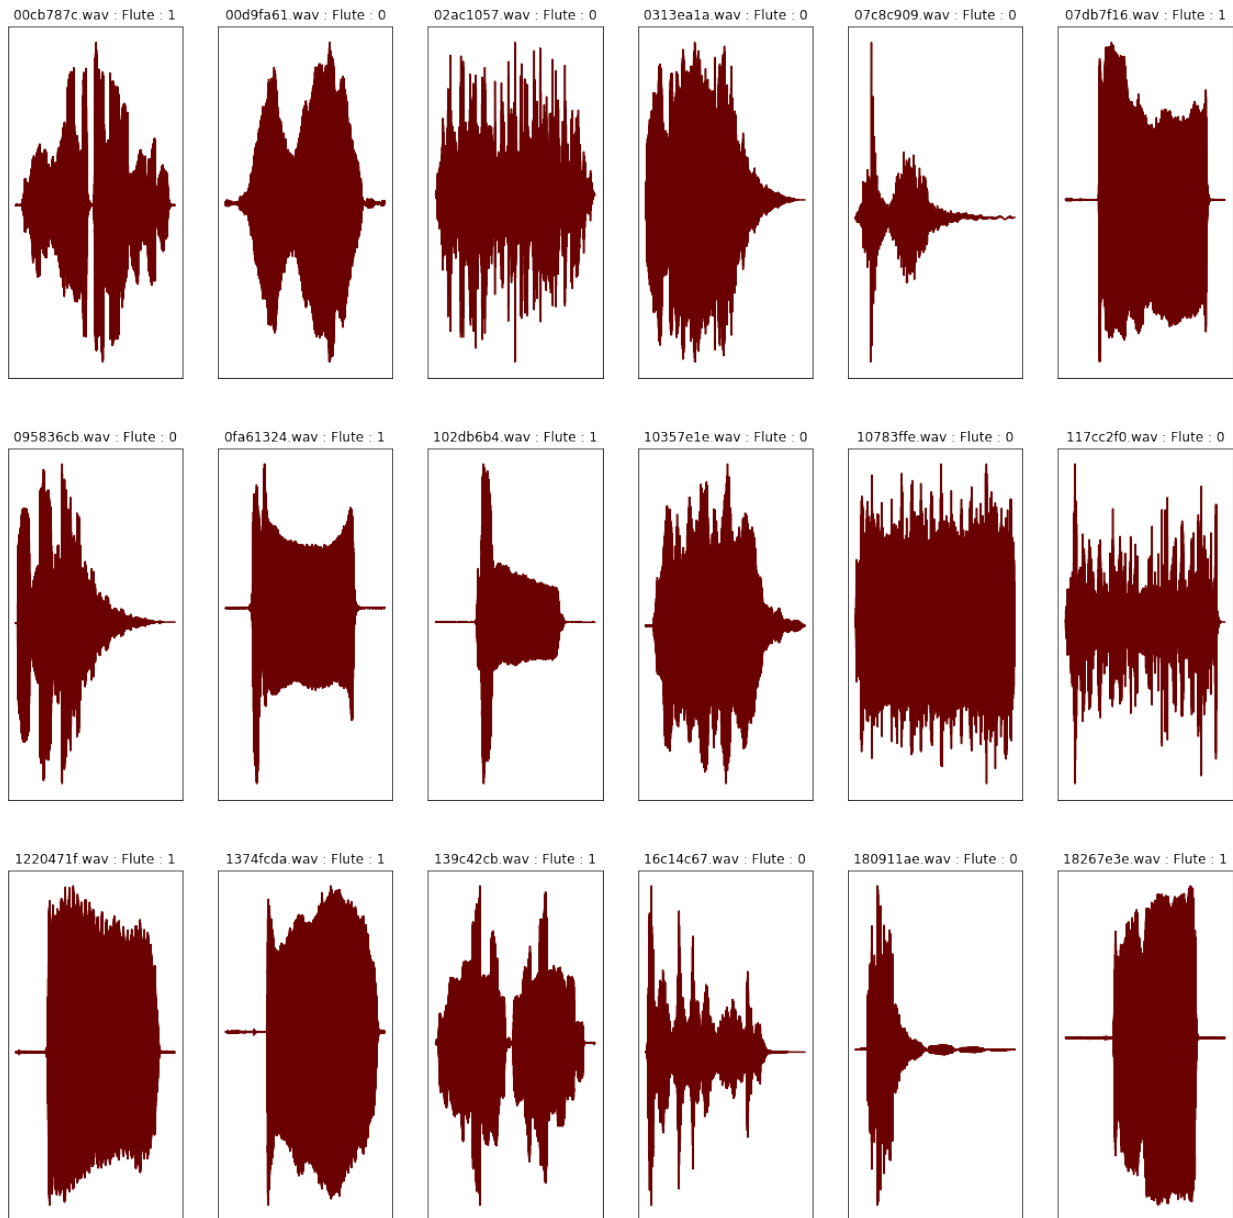 00cb787c.wav : Flute : 1
00d9fa61.wav : Flute : 0
02ac1057.wav : Flute : 0
0313ea1a.wav : Flute : 0
07c8c909.wav : Flute : 0
07db7f16.wav : Flute : 1
095836cb.wav : Flute : 0
0fa61324.wav : Flute : 1
102db6b4.wav : Flute : 1
10357e1e.wav : Flute : 0
10783ffe.wav : Flute : 0
117cc2f0.wav : Flute : 0
1220471f.wav : Flute : 1
1374fcda.wav : Flute : 1
139c42cb.wav : Flute : 1
16c14c67.wav : Flute : 0
180911ae.wav : Flute : 0
18267e3e.wav : Flute : 1